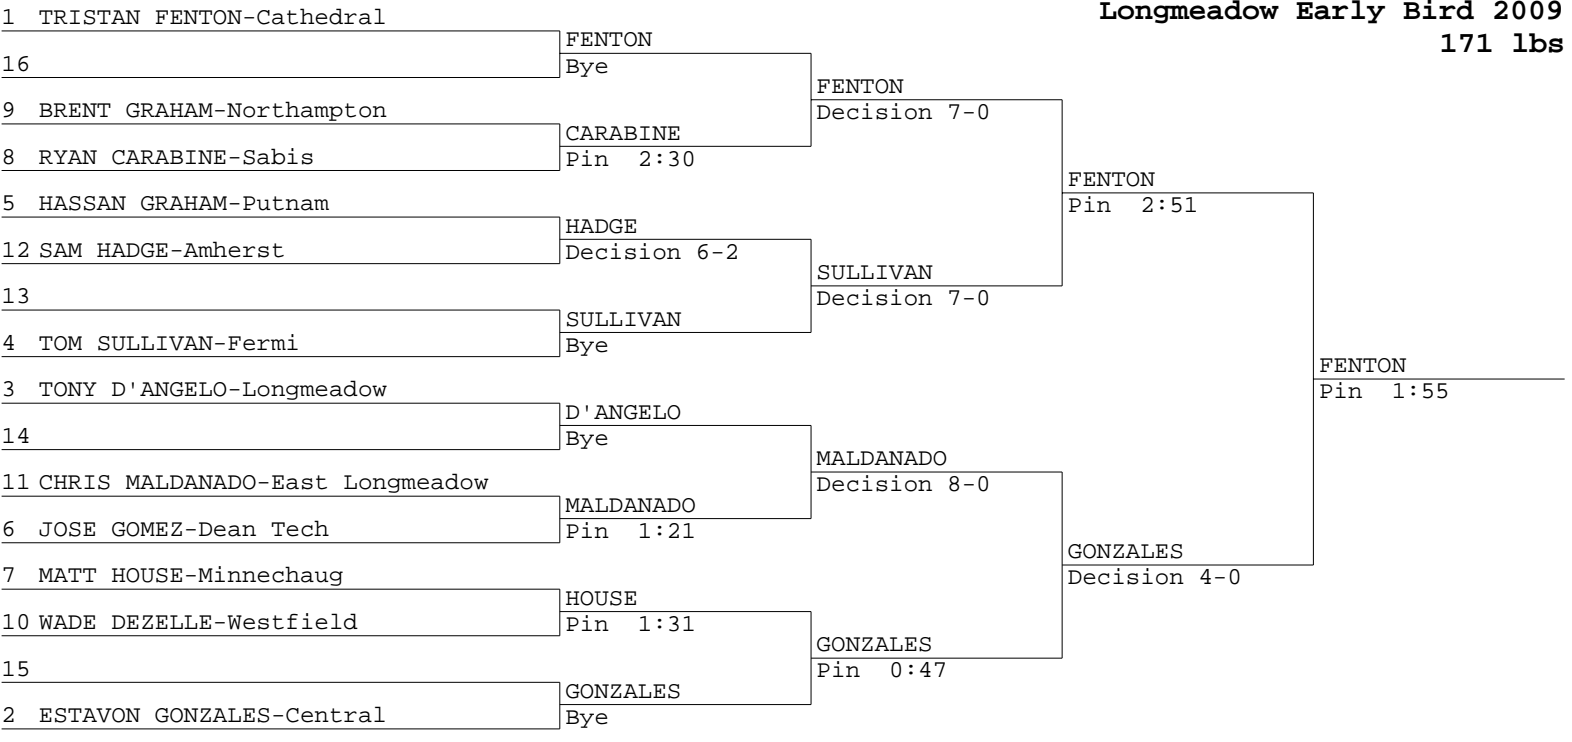 Longmeadow Early Bird 2009
171 lbs
1 TRISTAN FENTON-Cathedral
16
9 BRENT GRAHAM-Northampton
8 RYAN CARABINE-Sabis
5 HASSAN GRAHAM-Putnam
12 SAM HADGE-Amherst
13
4 TOM SULLIVAN-Fermi
3 TONY D'ANGELO-Longmeadow
14
11 CHRIS MALDANADO-East Longmeadow
6 JOSE GOMEZ-Dean Tech
7 MATT HOUSE-Minnechaug
10 WADE DEZELLE-Westfield
15
2 ESTAVON GONZALES-Central
FENTON
Bye
CARABINE
Pin 2:30
HADGE
Decision 6-2
SULLIVAN
Bye
D'ANGELO
Bye
MALDANADO
Pin 1:21
HOUSE
Pin 1:31
GONZALES
Bye
FENTON
Decision 7-0
SULLIVAN
Decision 7-0
MALDANADO
Decision 8-0
GONZALES
Pin 0:47
FENTON
Pin 2:51
GONZALES
Decision 4-0
FENTON
Pin 1:55